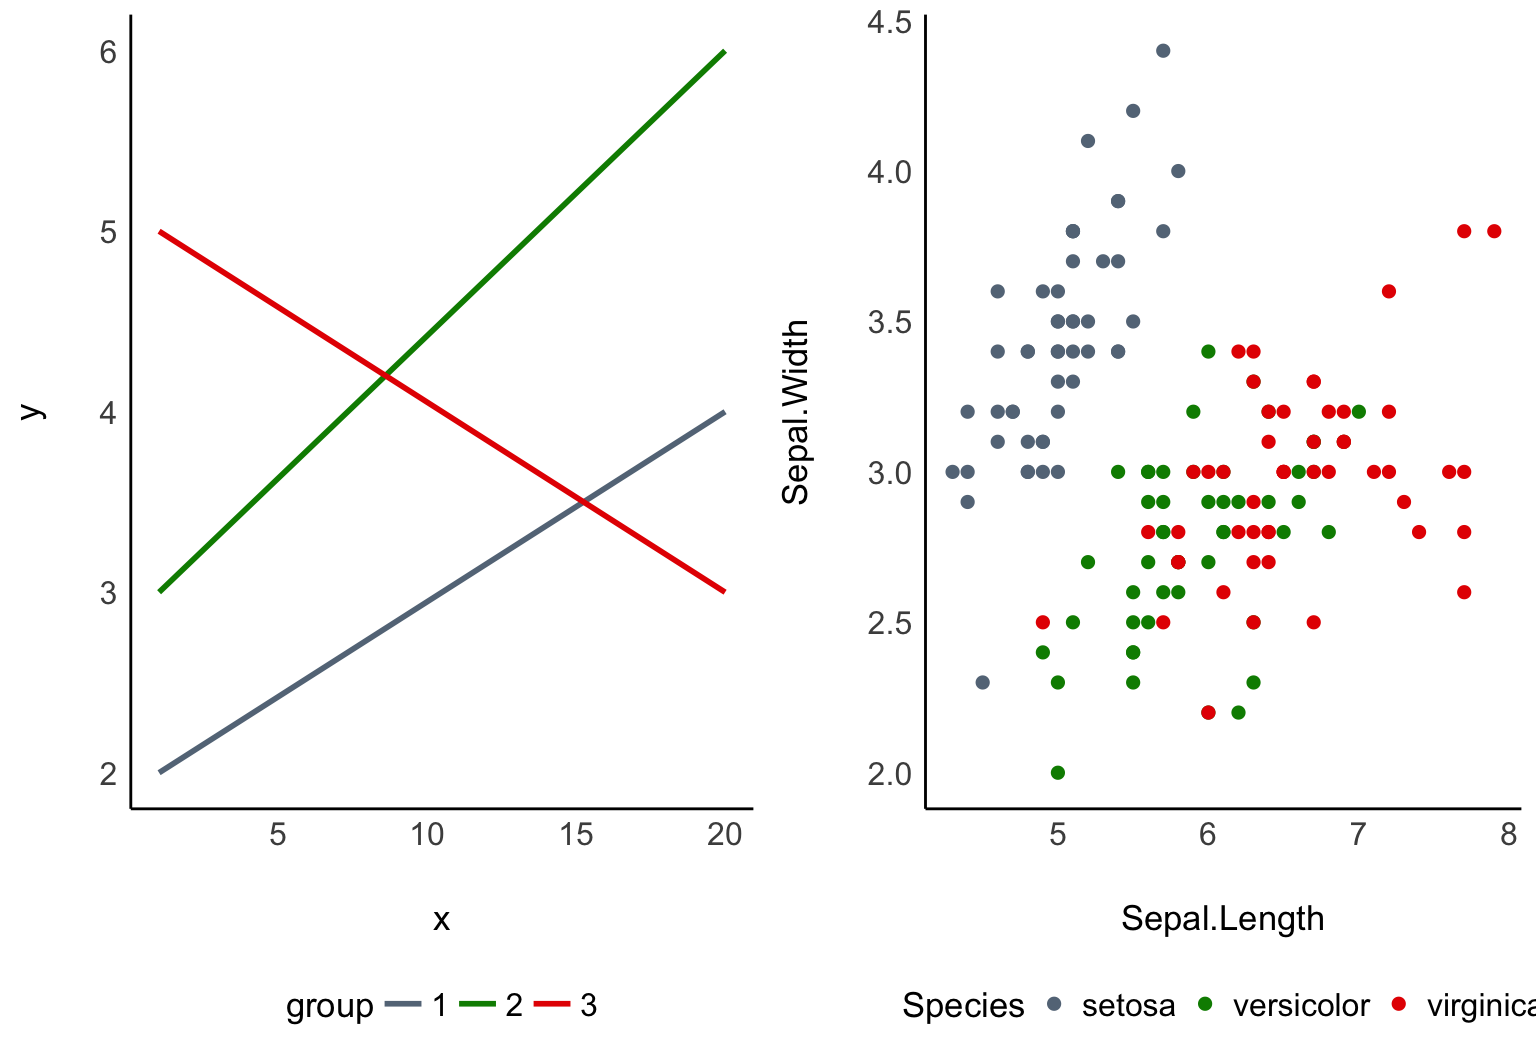 6
5
4
3
2
y
5 10 15 20
x
group 1 2 3
4.5
4.0
3.5
3.0
2.5
2.0
Sepal.Width
5 6 7 8
Sepal.Length
Species setosa versicolor virginica